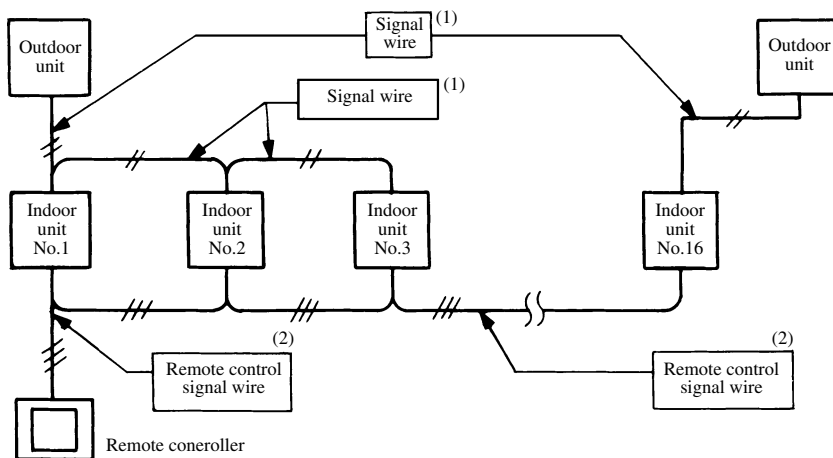 Signal
wire
(1)
Outdoor
unit
Outdoor
unit
Signal wire
(1)
Indoor
unit
No.1
Indoor
unit
No.2
Indoor
unit
No.3
Indoor
unit
No.16
(2)
Remote control
signal wire
(2)
Remote control
signal wire
Remote coneroller